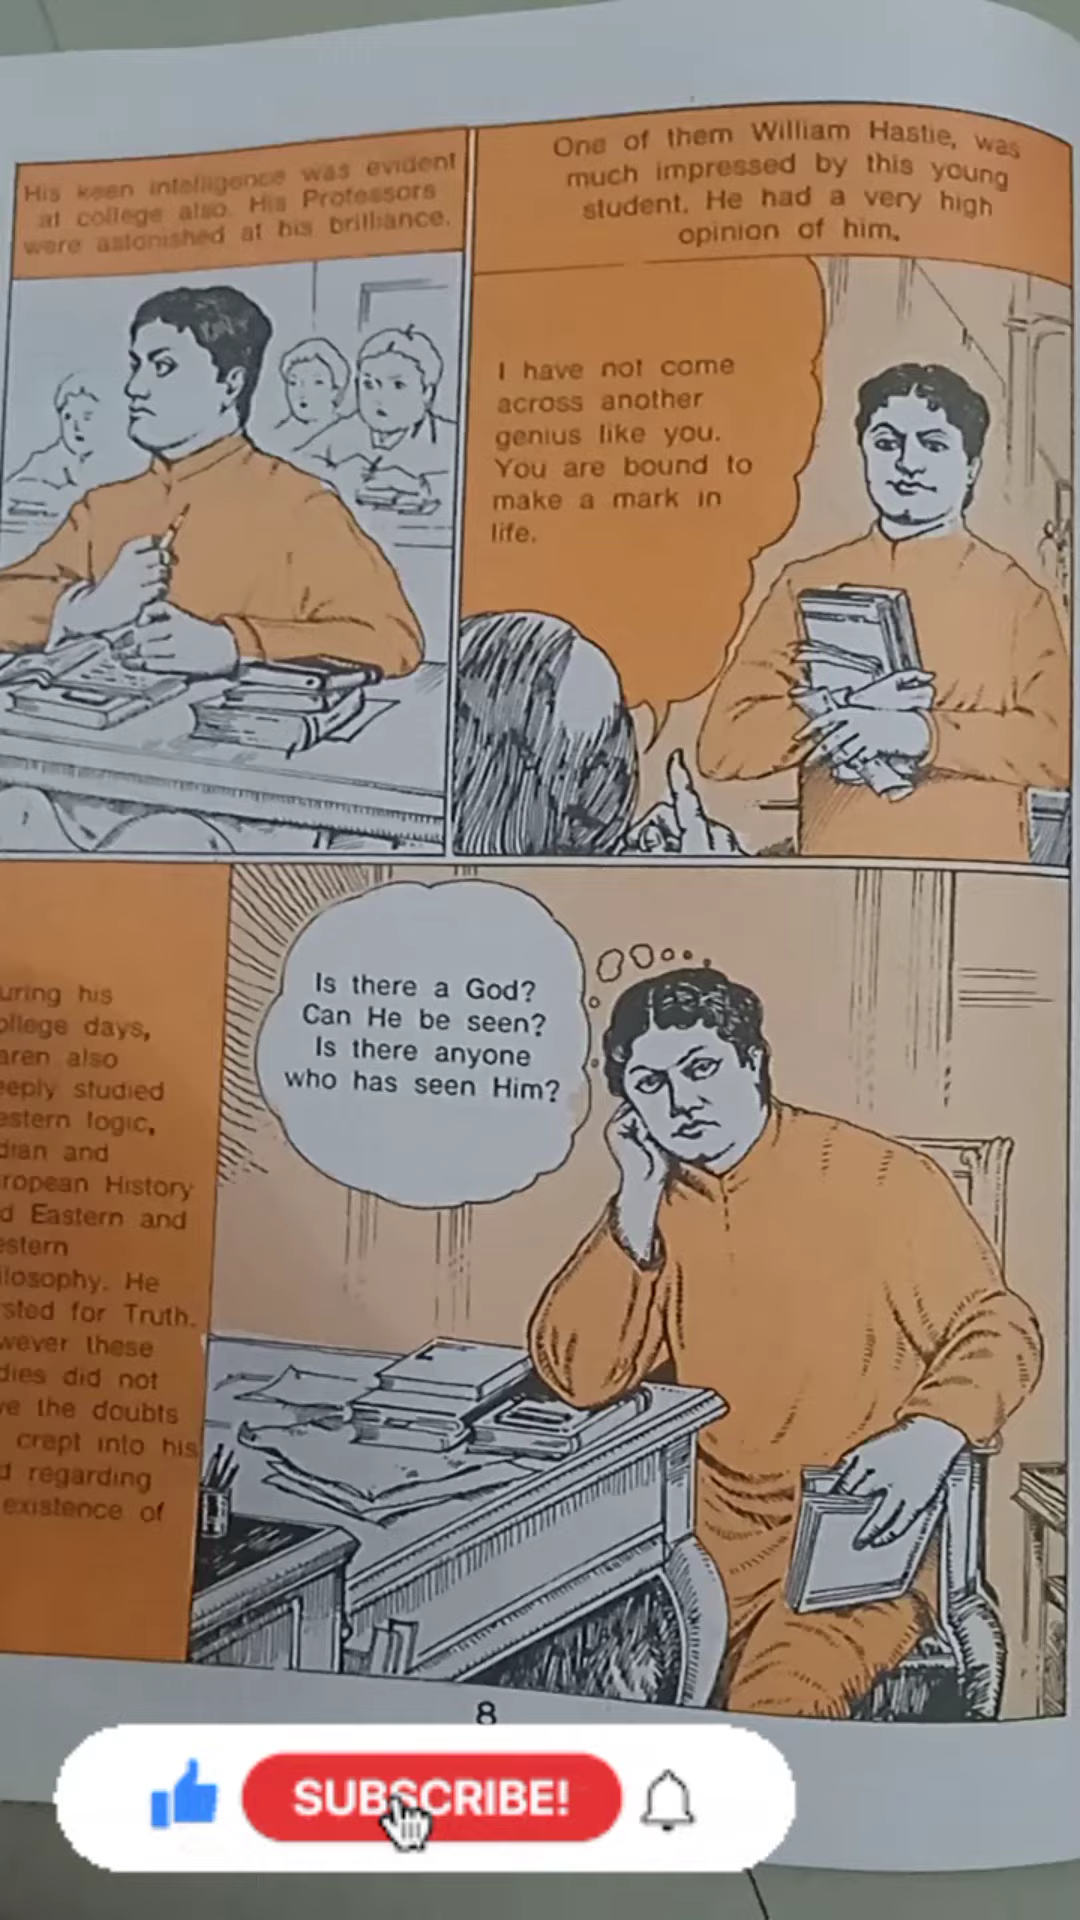 His keen intelligence was evident
at college also. His Professors
were astonished at his brilliance.
One of them William Hastie, was
much impressed by this young
student. He had a very high
opinion of him.
I have not come
across another
genius like you.
You are bound to
make a mark in
life.
uring his
ollege days,
aren also
eeply studied
estern logic,
dian and
ropean History
d Eastern and
estern
ilosophy. He
sted for Truth.
wever these
dies did not
ve the doubts
crept into his
d regarding
existence of
Is there a God?
Can He be seen?
Is there anyone
who has seen Him?
8
SUBSCRIBE!